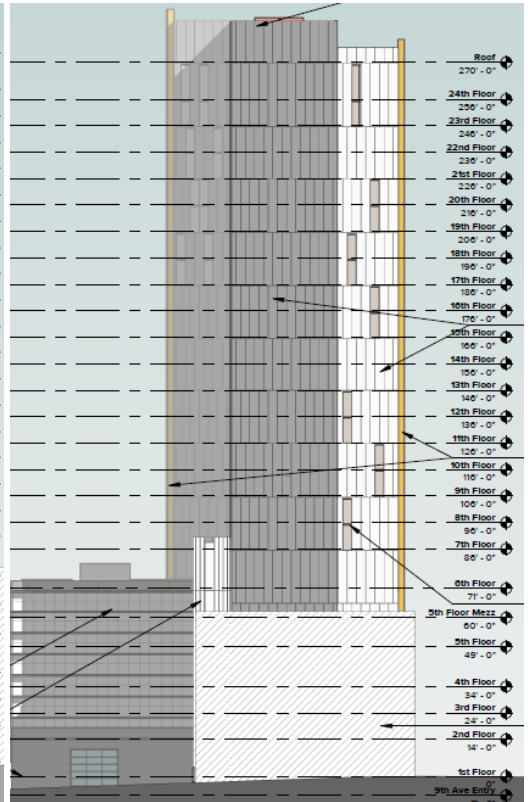 Roof
270' - 0"
24th Floor
256' - 0"
23rd Floor
246' - 0"
22nd Floor
236' - 0"
21st Floor
226' - 0"
20th Floor
216' - 0"
19th Floor
206' - 0"
18th Floor
196' - 0"
17th Floor
186' - 0"
16th Floor
176' - 0"
15th Floor
166' - 0"
14th Floor
156' - 0"
13th Floor
146' - 0"
12th Floor
136' - 0"
11th Floor
126' - 0"
10th Floor
116' - 0"
9th Floor
106' - 0"
8th Floor
96' - 0"
7th Floor
86' - 0"
6th Floor
71' - 0"
5th Floor Mezz
60' - 0"
5th Floor
49' - 0"
4th Floor
34' - 0"
3rd Floor
24' - 0"
2nd Floor
14' - 0"
1st Floor
0"
9th Ave Entry